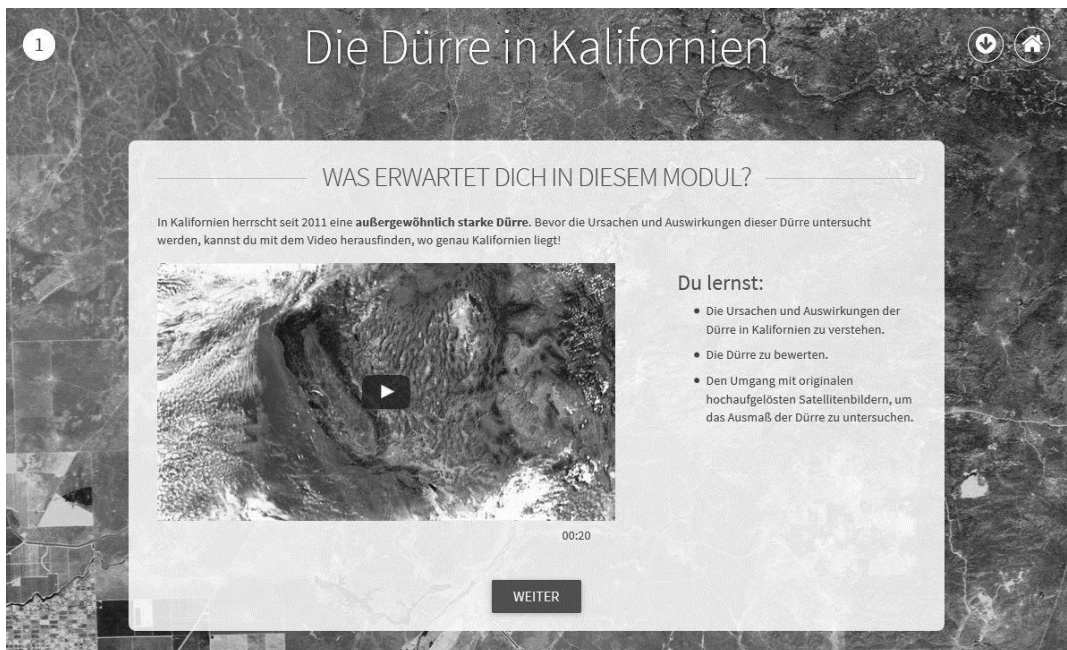 1
Die Dürre in Kalifornien
WAS ERWARTET DICH IN DIESEM MODUL?
In Kalifornien herrscht seit 2011 eine außergewöhnlich starke Dürre. Bevor die Ursachen und Auswirkungen dieser Dürre untersucht
werden, kannst du mit dem Video herausfinden, wo genau Kalifornien liegt!
Du lernst:
• Die Ursachen und Auswirkungen der
Dürre in Kalifornien zu verstehen.
• Die Dürre zu bewerten.
• Den Umgang mit originalen
hochaufgelösten Satellitenbildern, um
das Ausmaß der Dürre zu untersuchen.
00:20
WEITER